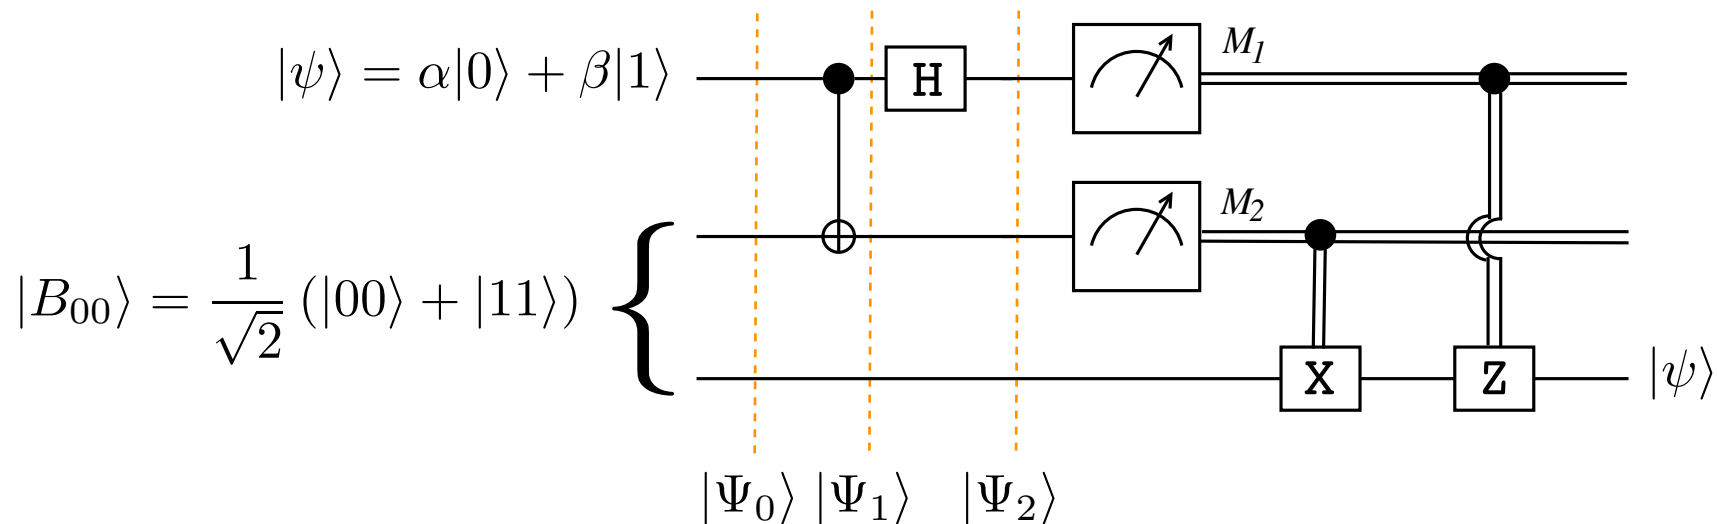 |ψ⟩ = α|0⟩ + β|1⟩
H
M₁
M₂
|B₀₀⟩ = 1/√2 (|00⟩ + |11⟩)
X
Z
|ψ⟩
|Ψ₀⟩ |Ψ₁⟩ |Ψ₂⟩